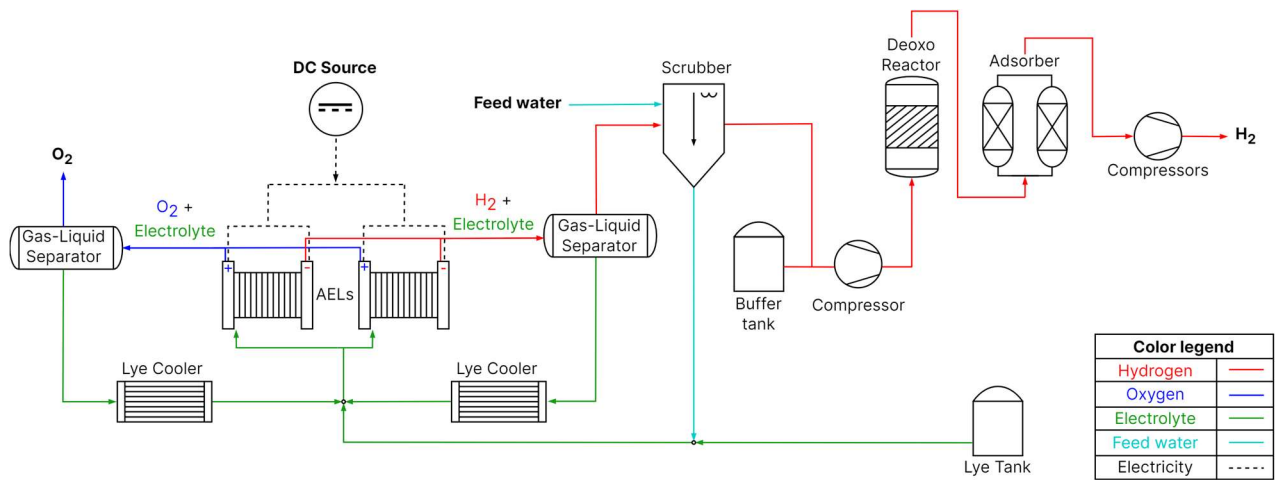 Deoxo
Reactor
Adsorber
DC Source
Scrubber
Feed water
H2
Compressors
O2
O2 +
Electrolyte
H2 +
Electrolyte
Gas-Liquid
Separator
Gas-Liquid
Separator
+
-
+
-
AELs
Buffer
tank
Compressor
Lye Cooler
Lye Cooler
Lye Tank
Color legend
Hydrogen
Oxygen
Electrolyte
Feed water
Electricity